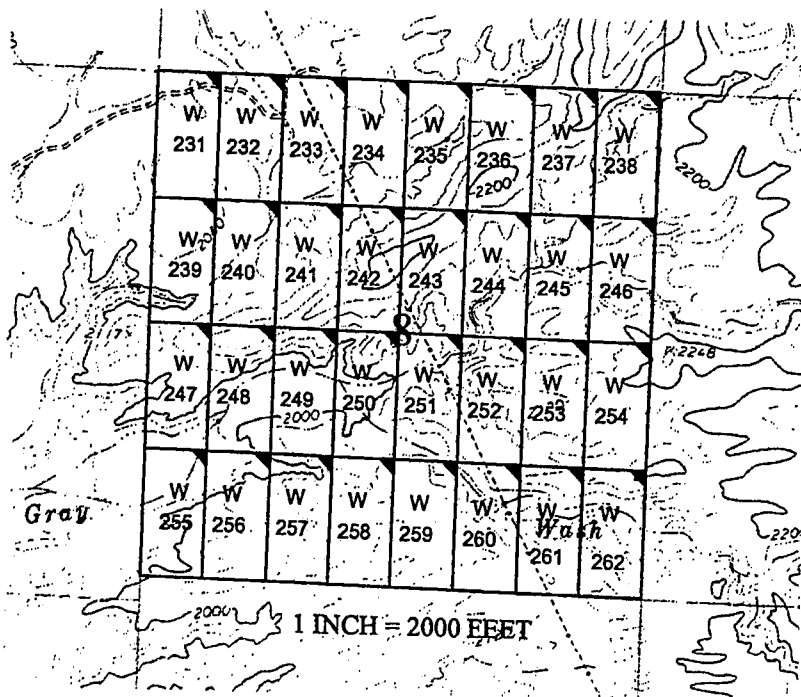 W W W W W W W W
231 232 233 234 235 236 237 238
2200
2200
W W W W W W W W
239 240 241 242 243 244 245 246
8
2248
W W W W W W W W
247 248 249 250 251 252 253 254
2000
W W W W W W W W
255 256 257 258 259 260 261 262
Gray Wash
2000
1 INCH = 2000 FEET